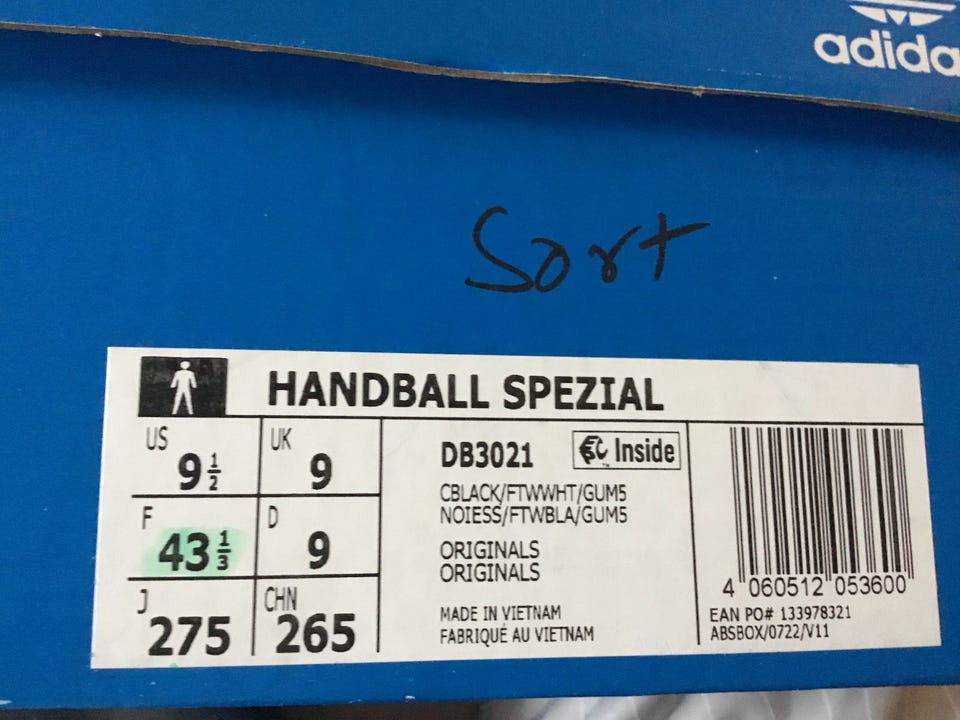 adida
Sort
HANDBALL SPEZIAL
US 9 1/2
UK 9
F 43 1/3
D 9
J 275
CHN 265
DB3021
Inside
CBLACK/FTWWHT/GUM5
NOIESS/FTWBLA/GUM5
ORIGINALS
ORIGINALS
MADE IN VIETNAM
FABRIQUÉ AU VIETNAM
4 060512 053600
EAN PO# 133978321
ABSBOX/0722/V11